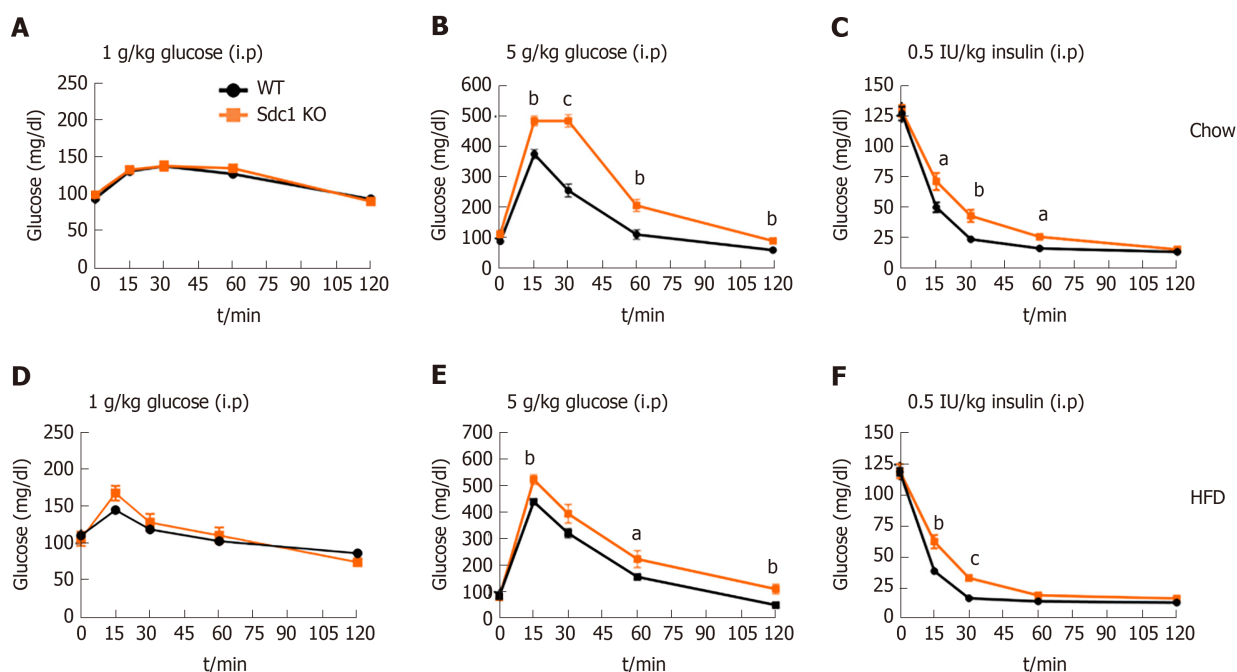 A
1 g/kg glucose (i.p)
WT
Sdc1 KO
Glucose (mg/dl)
250
200
150
100
50
0
0 15 30 45 60 75 90 105 120
t/min
B
5 g/kg glucose (i.p)
Glucose (mg/dl)
600
500
400
300
200
100
0
b c b b
0 15 30 45 60 75 90 105 120
t/min
C
0.5 IU/kg insulin (i.p)
Glucose (mg/dl)
150
125
100
75
50
25
0
a b a
0 15 30 45 60 75 90 105 120
t/min
Chow
D
1 g/kg glucose (i.p)
Glucose (mg/dl)
250
200
150
100
50
0
0 15 30 45 60 75 90 105 120
t/min
E
5 g/kg glucose (i.p)
Glucose (mg/dl)
700
600
500
400
300
200
100
0
b a b
0 15 30 45 60 75 90 105 120
t/min
F
0.5 IU/kg insulin (i.p)
Glucose (mg/dl)
150
125
100
75
50
25
0
b c
0 15 30 45 60 75 90 105 120
t/min
HFD